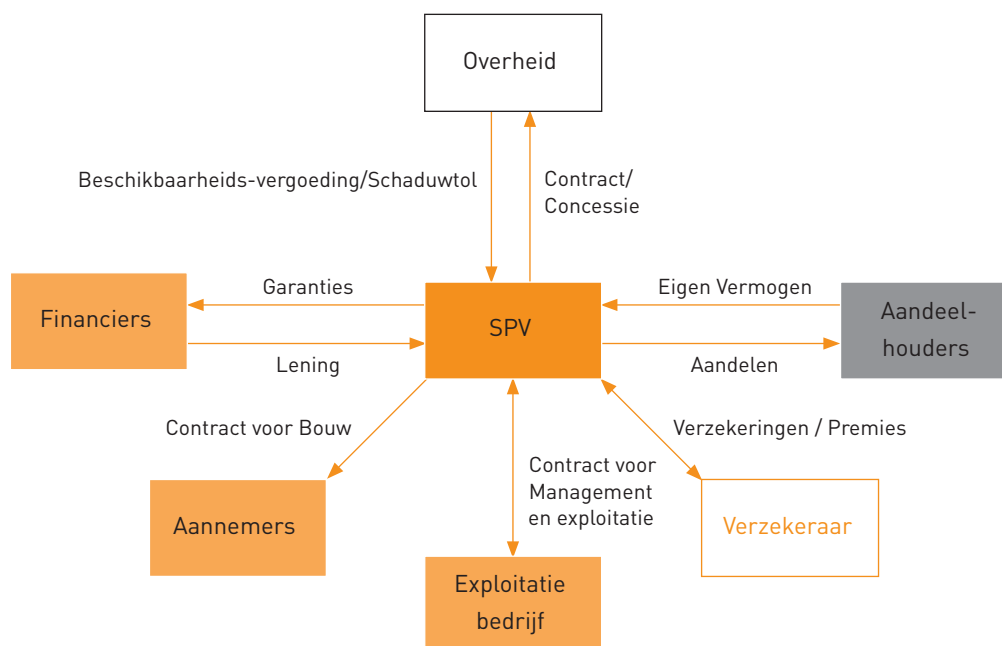 Overheid
Beschikbaarheids-vergoeding/Schaduwtol
Contract/
Concessie
Garanties
Eigen Vermogen
Financiers
SPV
Aandeel-
houders
Lening
Aandelen
Contract voor Bouw
Verzekeringen / Premies
Contract voor
Management
en exploitatie
Aannemers
Verzekeraar
Exploitatie
bedrijf